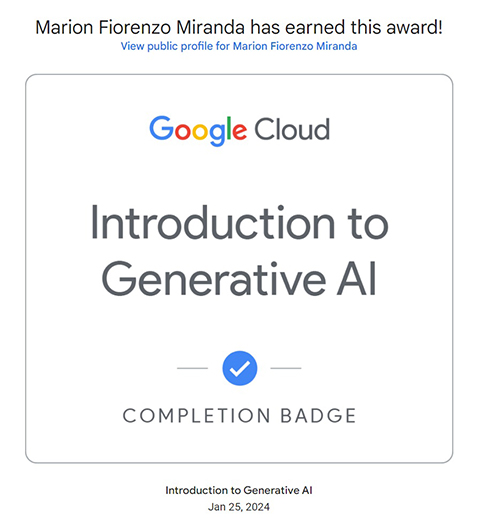 Marion Fiorenzo Miranda has earned this award!
View public profile for Marion Fiorenzo Miranda
Google Cloud
Introduction to
Generative AI
COMPLETION BADGE
Introduction to Generative AI
Jan 25, 2024